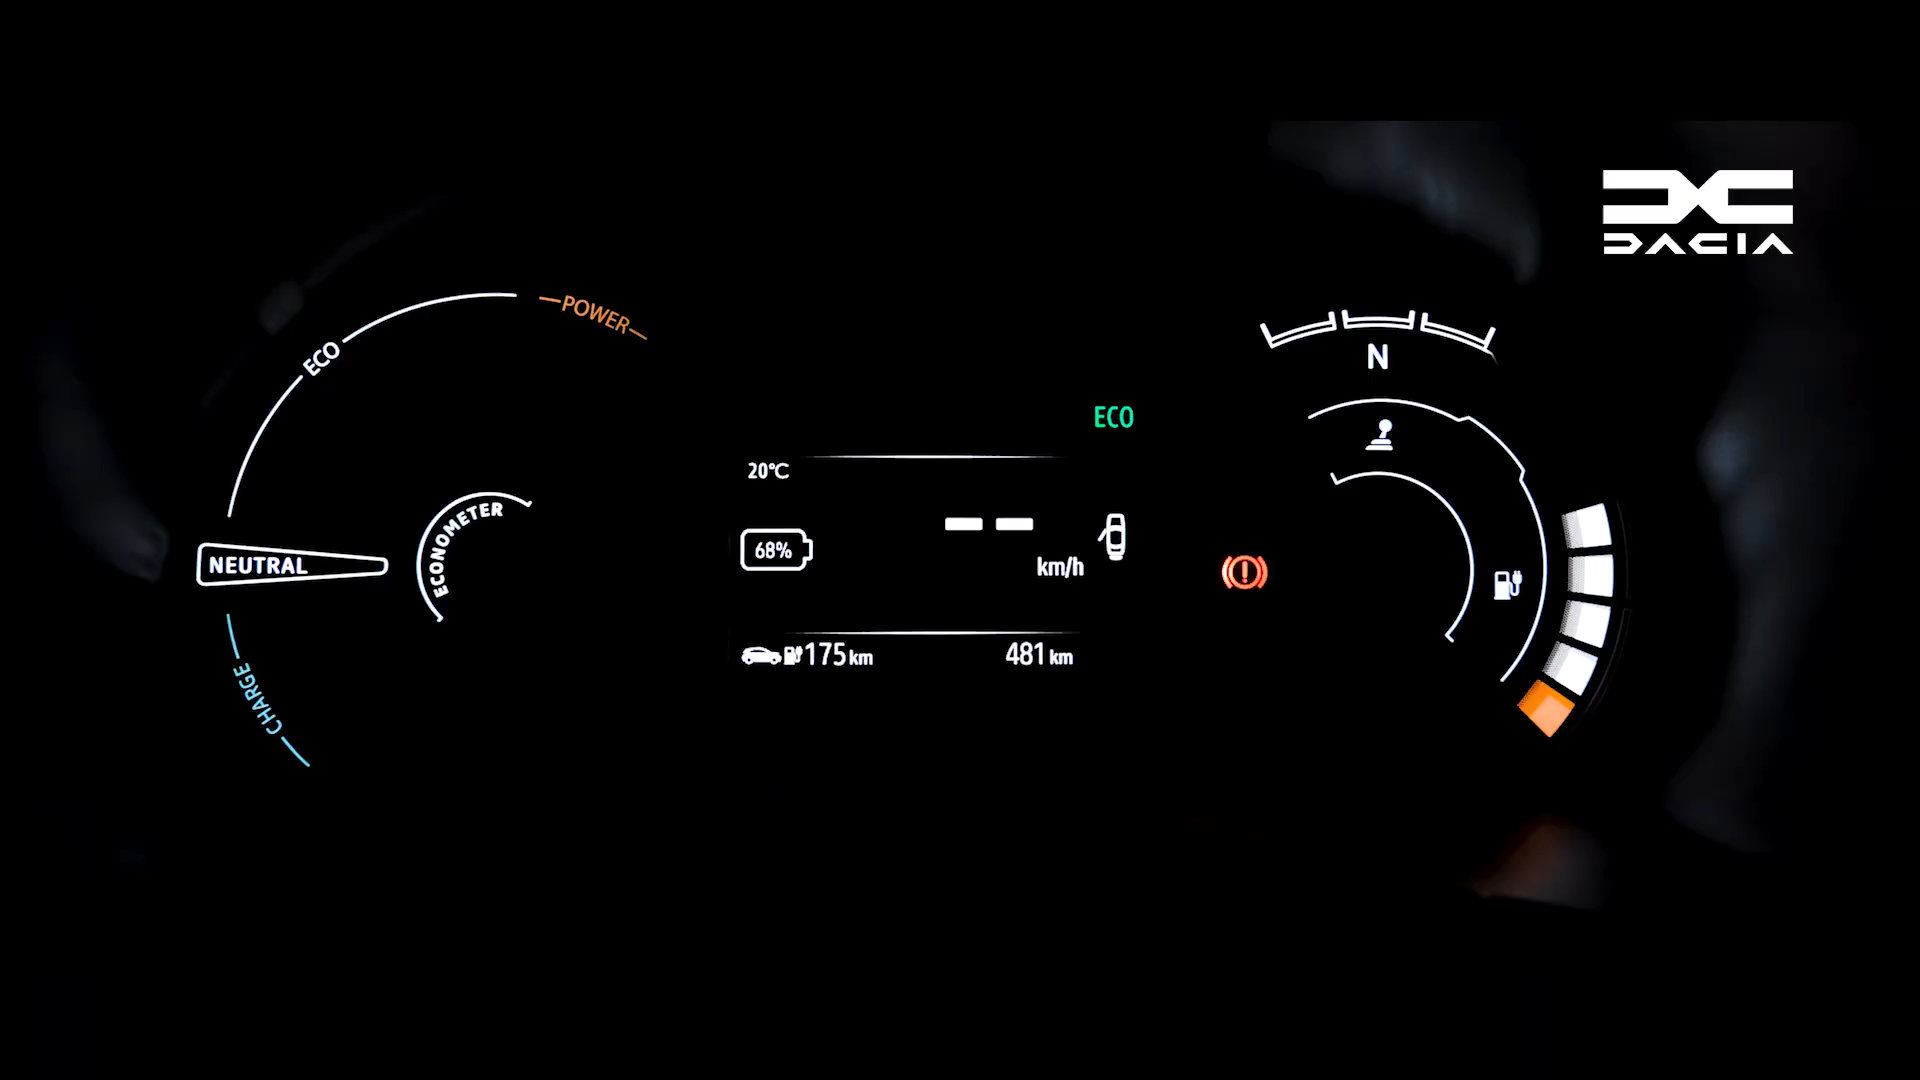 DACIA
POWER
ECO
N
ECO
20°C
ECONOMETER
68%
km/h
NEUTRAL
175 km
481 km
CHARGE